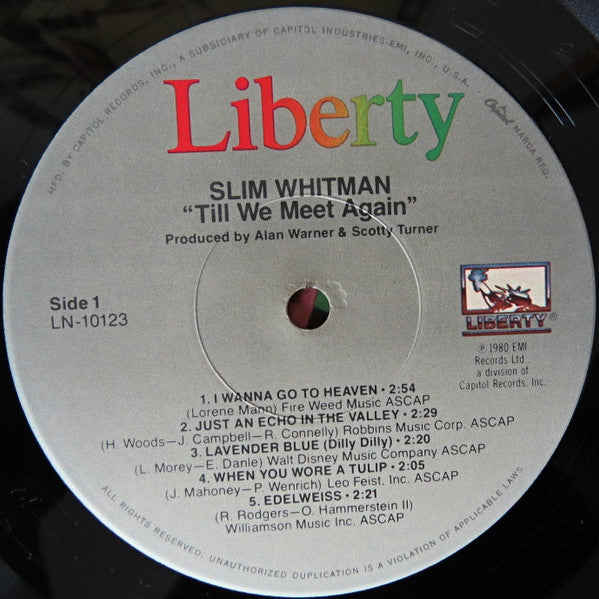 MFD. BY CAPITOL RECORDS, INC., A SUBSIDIARY OF CAPITOL INDUSTRIES-EMI, INC., U.S.A.
Capitol MARCA REG.
Liberty
SLIM WHITMAN
“Till We Meet Again”
Produced by Alan Warner & Scotty Turner
Side 1
LN-10123
LIBERTY®
℗ 1980 EMI
Records Ltd.,
a division of
Capitol Records, Inc.
1. I WANNA GO TO HEAVEN • 2:54
(Lorene Mann) Fire Weed Music ASCAP
2. JUST AN ECHO IN THE VALLEY • 2:29
(H. Woods—J. Campbell—R. Connelly) Robbins Music Corp. ASCAP
3. LAVENDER BLUE (Dilly Dilly) • 2:20
(L. Morey—E. Danle) Walt Disney Music Company ASCAP
4. WHEN YOU WORE A TULIP • 2:05
(J. Mahoney—P. Wenrich) Leo Feist, Inc. ASCAP
5. EDELWEISS • 2:21
(R. Rodgers—O. Hammerstein II)
Williamson Music Inc. ASCAP
ALL RIGHTS RESERVED. UNAUTHORIZED DUPLICATION IS A VIOLATION OF APPLICABLE LAWS